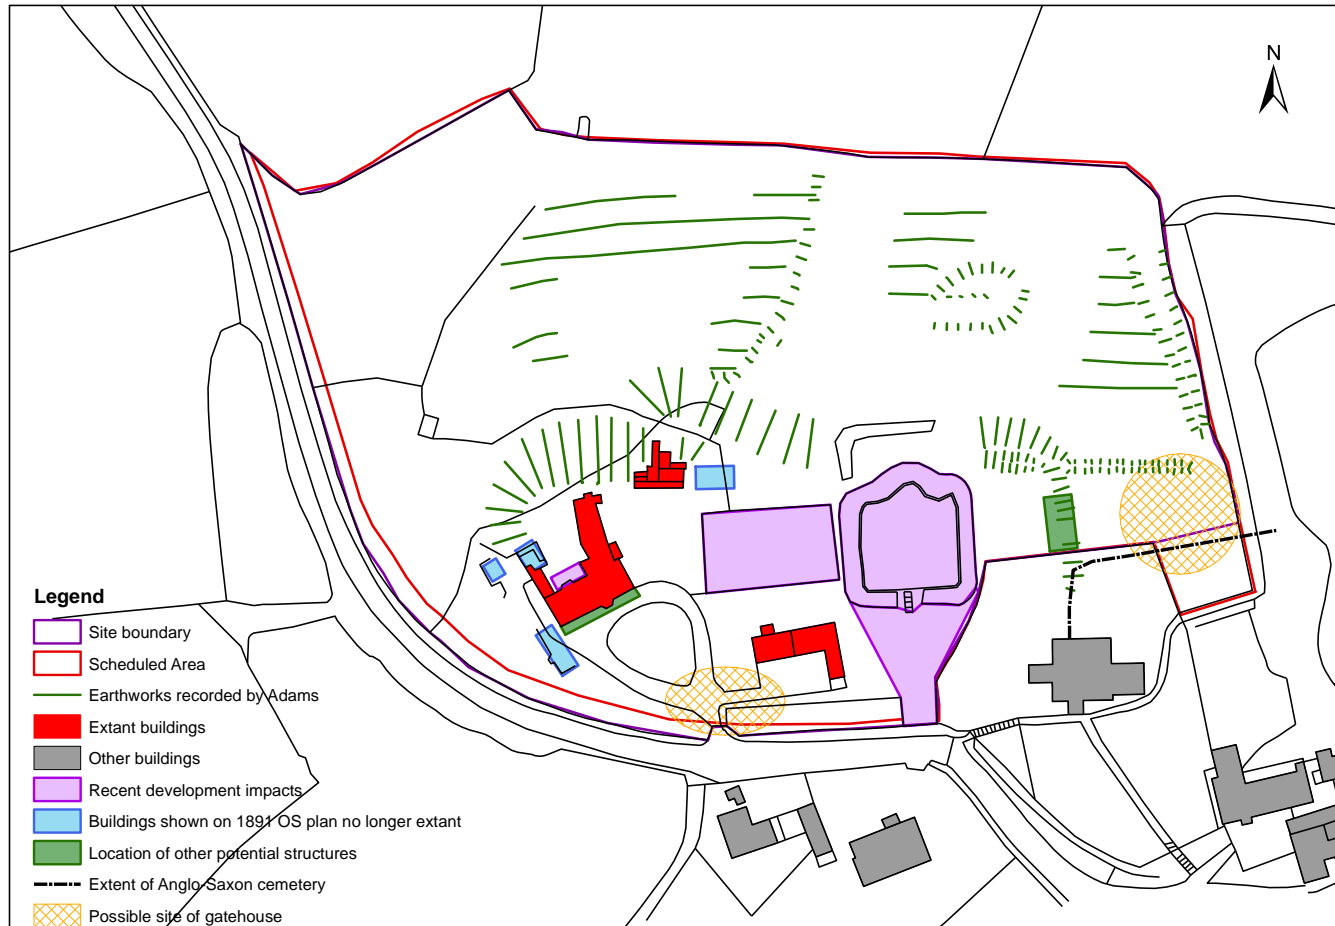 N
Legend
Site boundary
Scheduled Area
Earthworks recorded by Adams
Extant buildings
Other buildings
Recent development impacts
Buildings shown on 1891 OS plan no longer extant
Location of other potential structures
Extent of Anglo-Saxon cemetery
Possible site of gatehouse